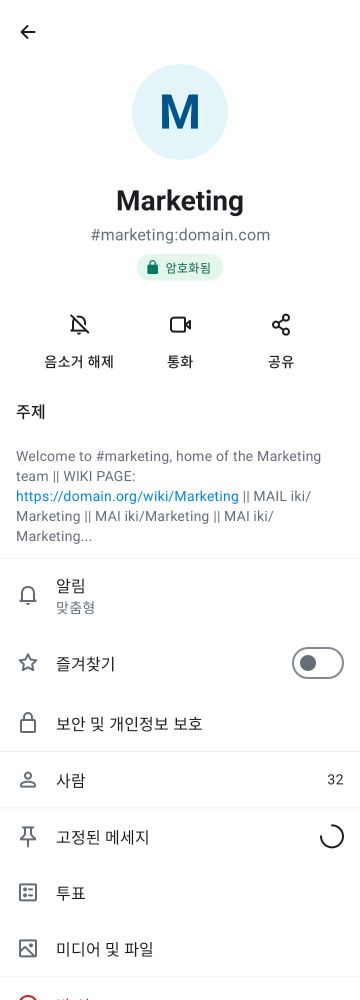 M
Marketing
#marketing:domain.com
암호화됨
음소거 해제
통화
공유
주제
Welcome to #marketing, home of the Marketing
team || WIKI PAGE:
https://domain.org/wiki/Marketing || MAIL iki/
Marketing || MAI iki/Marketing || MAI iki/
Marketing...
알림
맞춤형
즐겨찾기
보안 및 개인정보 보호
사람 32
고정된 메세지
투표
미디어 및 파일